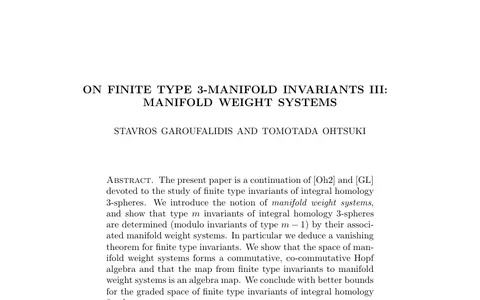 ON FINITE TYPE 3-MANIFOLD INVARIANTS III:
MANIFOLD WEIGHT SYSTEMS
STAVROS GAROUFALIDIS AND TOMOTADA OHTSUKI
Abstract. The present paper is a continuation of [Oh2] and [GL]
devoted to the study of finite type invariants of integral homology
3-spheres. We introduce the notion of manifold weight systems,
and show that type m invariants of integral homology 3-spheres
are determined (modulo invariants of type m − 1) by their associ-
ated manifold weight systems. In particular we deduce a vanishing
theorem for finite type invariants. We show that the space of man-
ifold weight systems forms a commutative, co-commutative Hopf
algebra and that the map from finite type invariants to manifold
weight systems is an algebra map. We conclude with better bounds
for the graded space of finite type invariants of integral homology